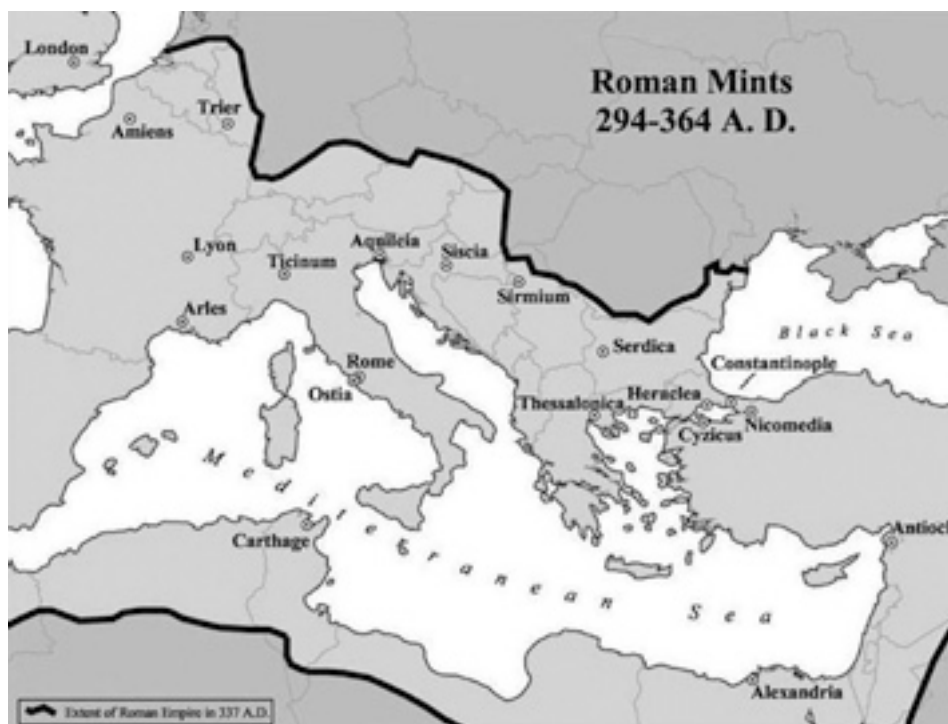 Roman Mints
294-364 A. D.
London
Trier
Amiens
Lyon
Ticinum
Aquileia
Siscia
Sirmium
Arles
Black Sea
Serdica
Constantinople
Rome
Ostia
Thessalonica
Heraclea
Nicomedia
Cyzicus
Mediterranean Sea
Carthage
Antioch
Alexandria
Extent of Roman Empire in 337 A.D.